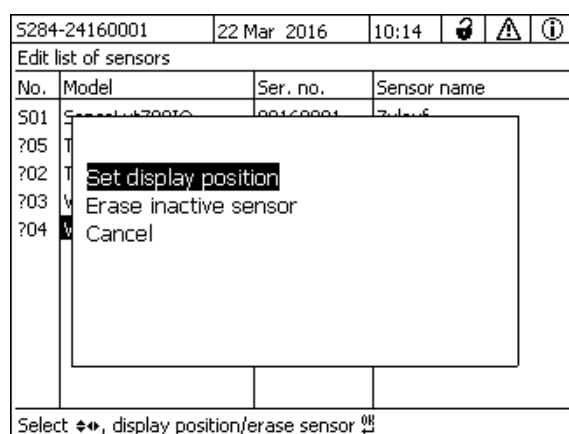 S284-24160001 22 Mar 2016 10:14
Edit list of sensors
No. Model Ser. no. Sensor name
S01
?05 T
?02 T
Set display position
?03 V
Erase inactive sensor
?04 V
Cancel
Select, display position/erase sensor OK